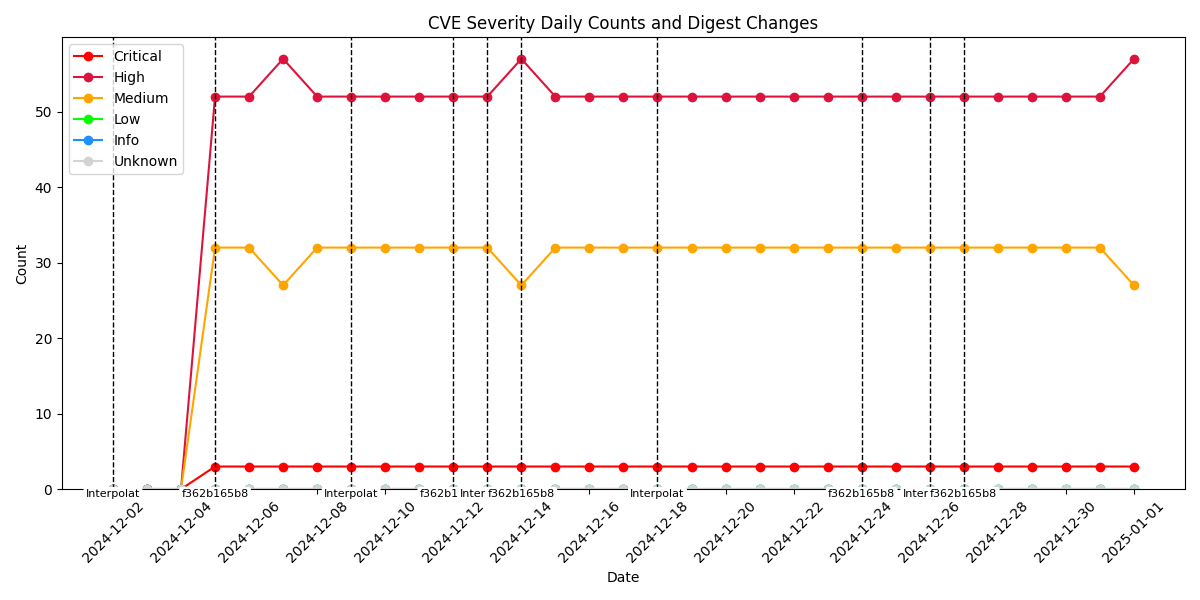 CVE Severity Daily Counts and Digest Changes
Critical
High
Medium
Low
Info
Unknown
Count
50
40
30
20
10
0
Interpolat
f362b165b8
Interpolat
f362b1
Inter
f362b165b8
Interpolat
f362b165b8
Inter
f362b165b8
2024-12-02
2024-12-04
2024-12-06
2024-12-08
2024-12-10
2024-12-12
2024-12-14
2024-12-16
2024-12-18
2024-12-20
2024-12-22
2024-12-24
2024-12-26
2024-12-28
2024-12-30
2025-01-01
Date